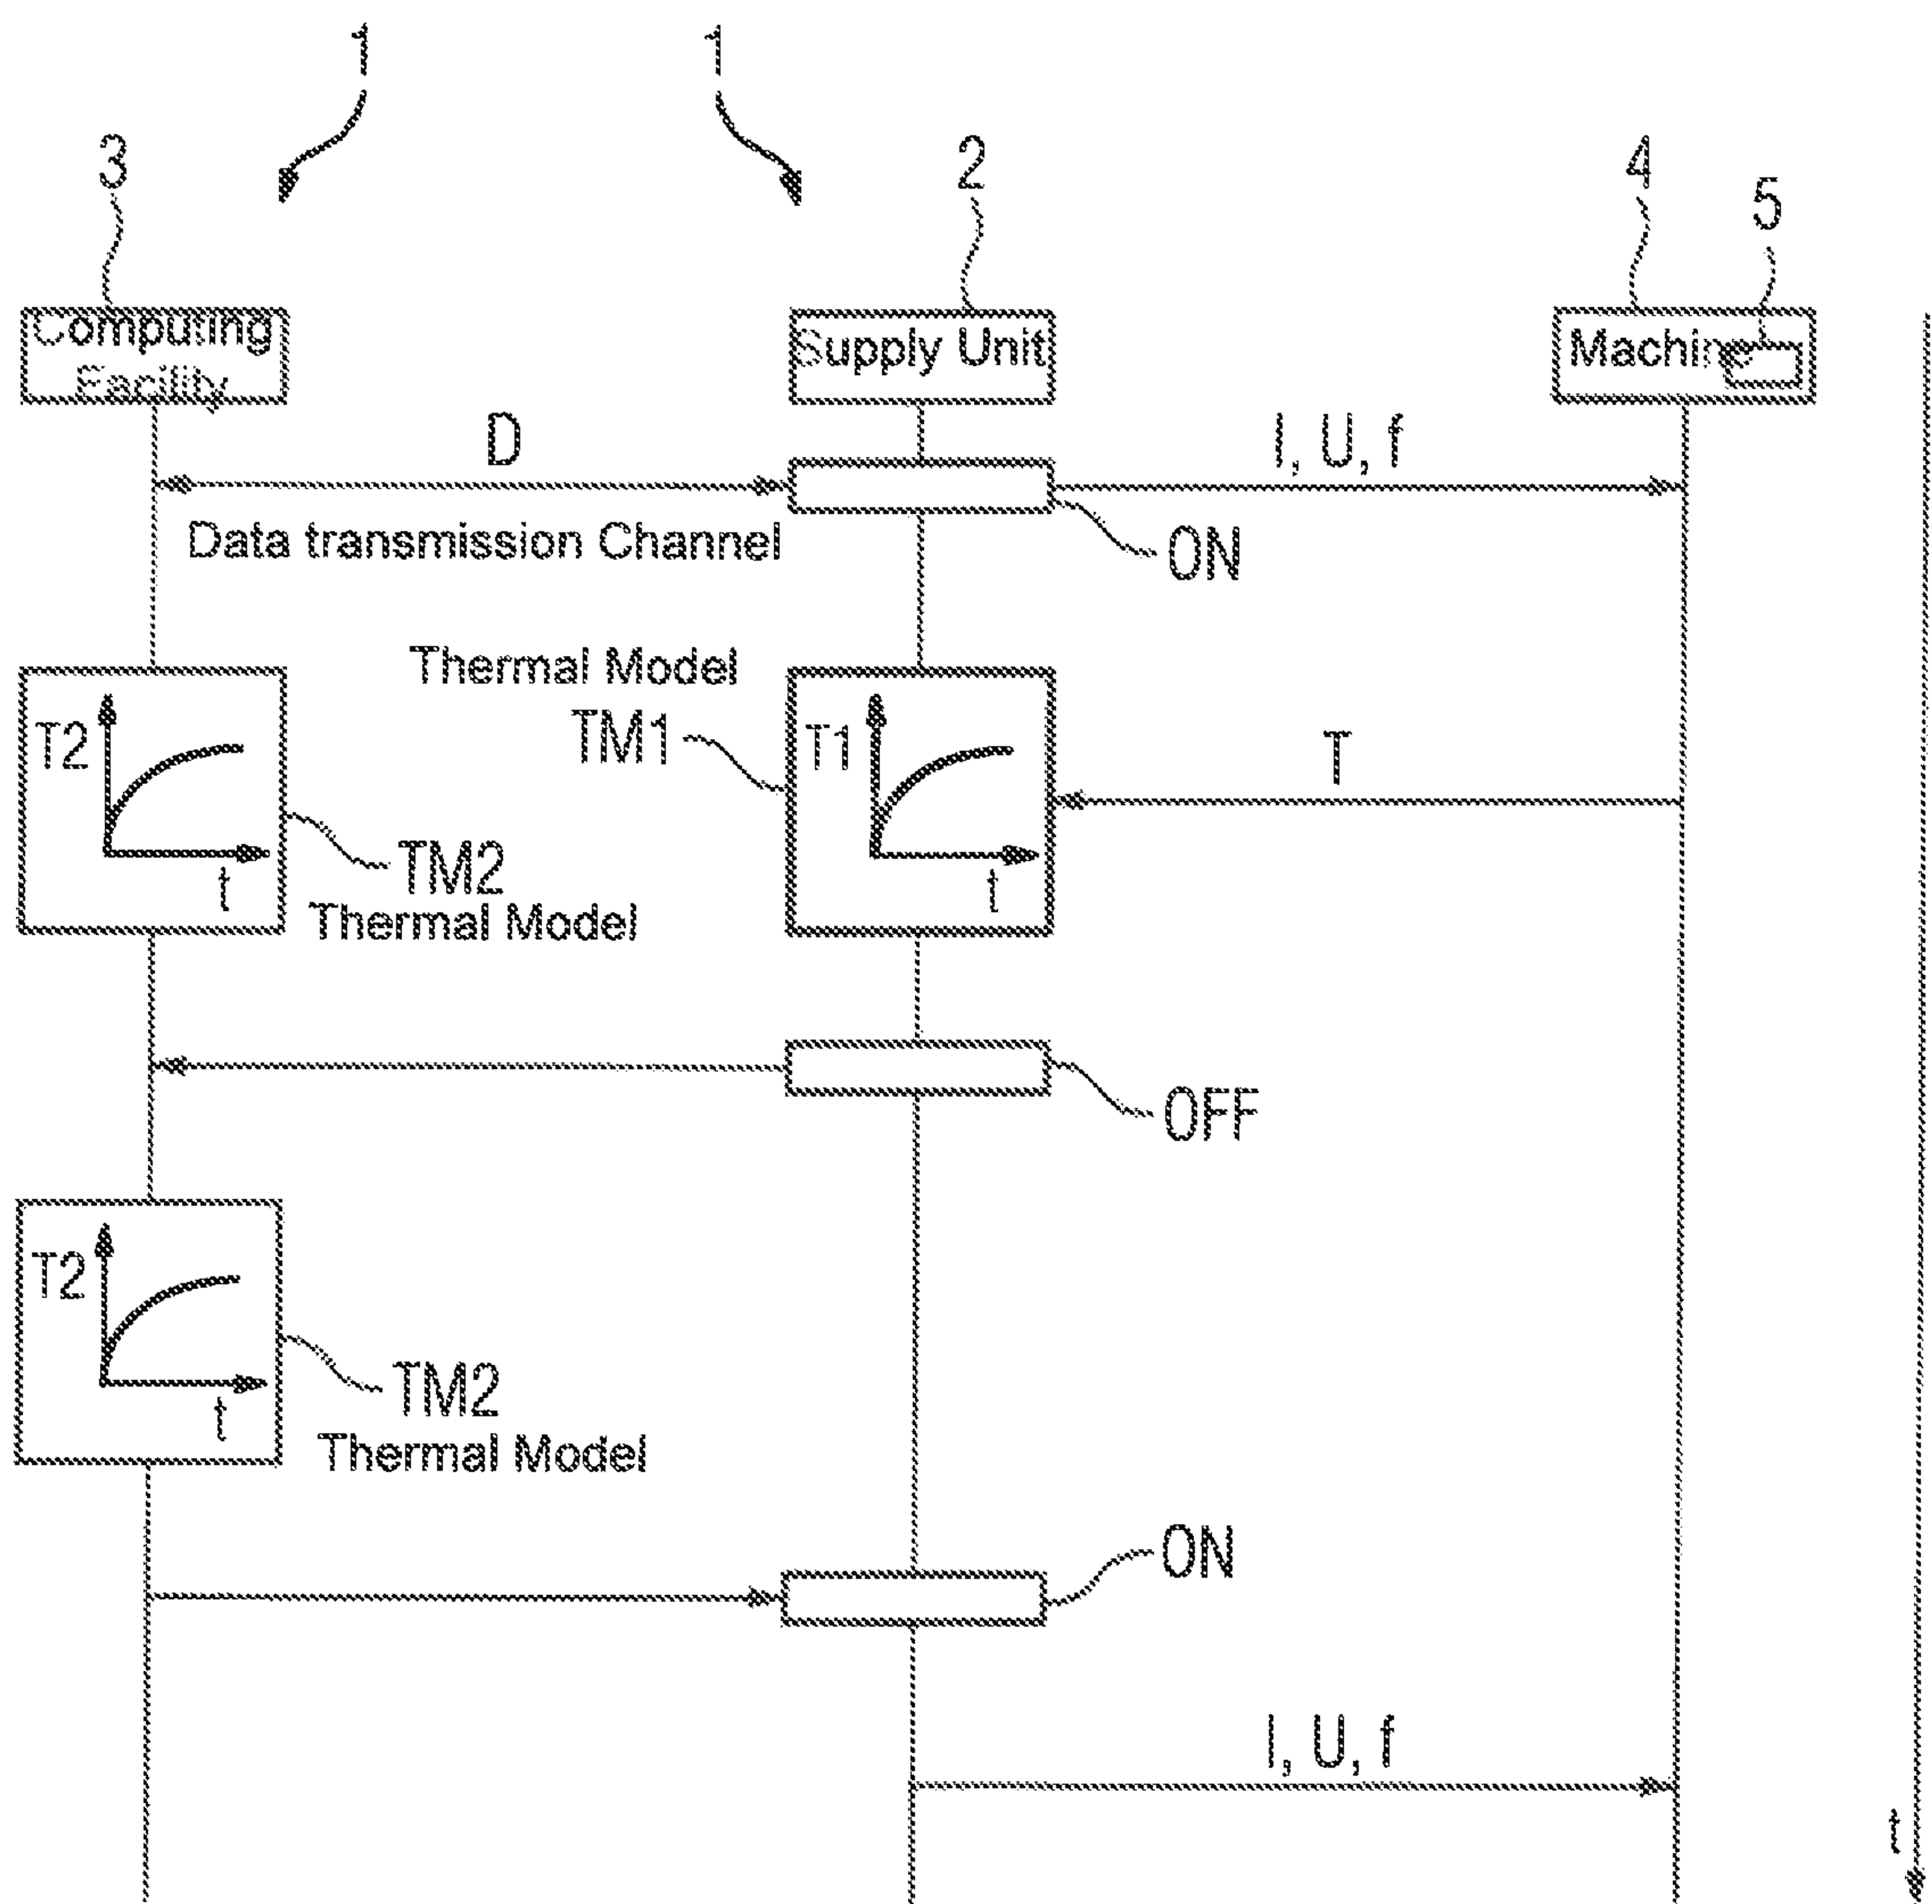 1
1
3
2
4
5
Computing
Facility
Supply Unit
Machine
D
I, U, f
Data transmission Channel
ON
Thermal Model
TM1
T2
T1
T
t
t
TM2
Thermal Model
OFF
T2
t
TM2
Thermal Model
ON
I, U, f
t